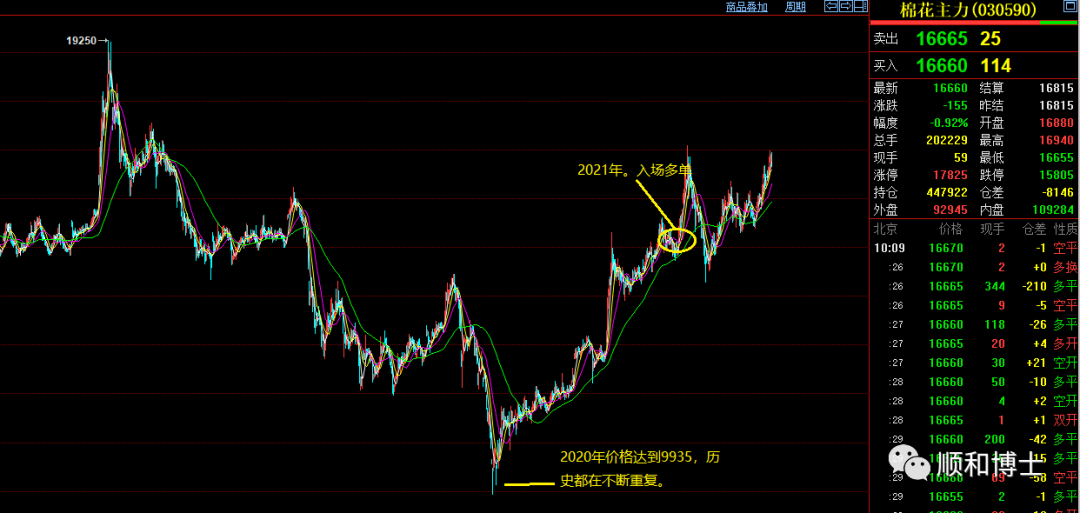 商品叠加 周期
棉花主力(030590)
19250
2021年。入场多单
2020年价格达到9935，历
史都在不断重复。
卖出 16665 25
买入 16660 114
最新 16660 结算 16815
涨跌 -155 昨结 16815
幅度 -0.92% 开盘 16880
总手 202229 最高 16940
现手 59 最低 16655
涨停 17825 跌停 15805
持仓 447922 仓差 -8146
外盘 92945 内盘 109284
北京 价格 现手 仓差 性质
10:09 16670 2 -1 空平
:26 16670 2 +0 多换
:26 16665 344 -210 多平
:26 16665 9 -5 空平
:27 16660 118 -26 多平
:27 16665 20 +4 多开
:27 16660 30 +21 空开
:28 16660 50 -10 多平
:28 16660 4 +2 空开
:28 16665 1 +1 双开
:29 16660 200 -42 多平
多平
:29 16660 -58 空平
:29 16655 2 -1 多平
顺和博士